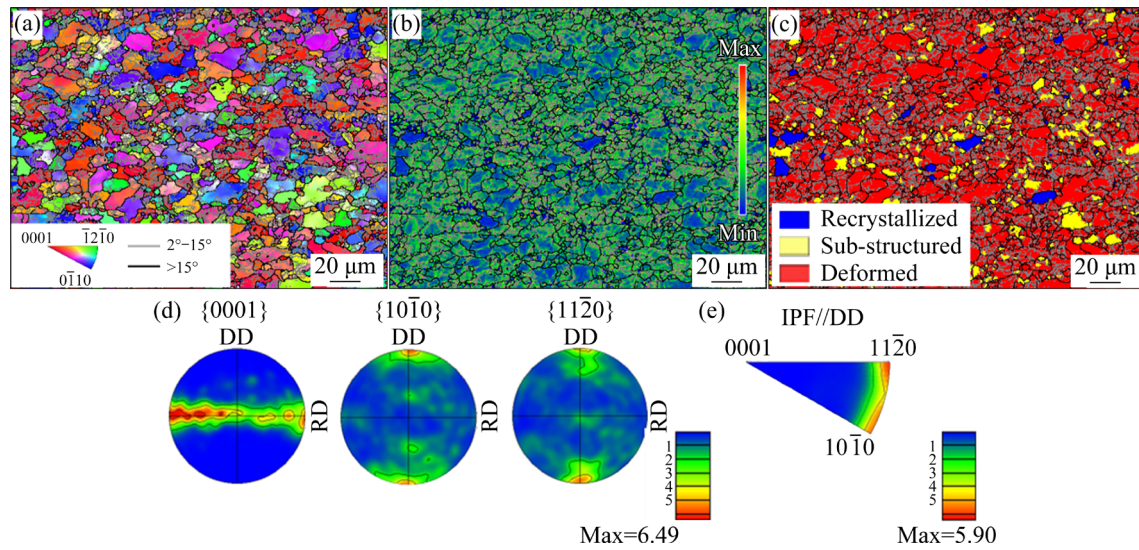 (a)
0001 1̅21̅0
01̅10
2°−15°
>15°
20 μm
(b)
Max
Min
20 μm
(c)
Recrystallized
Sub-structured
Deformed
20 μm
(d) {0001} {101̅0} {112̅0}
DD DD DD
RD RD RD
1
2
3
4
5
Max=6.49
(e) IPF//DD
0001 112̅0
101̅0
1
2
3
4
5
Max=5.90